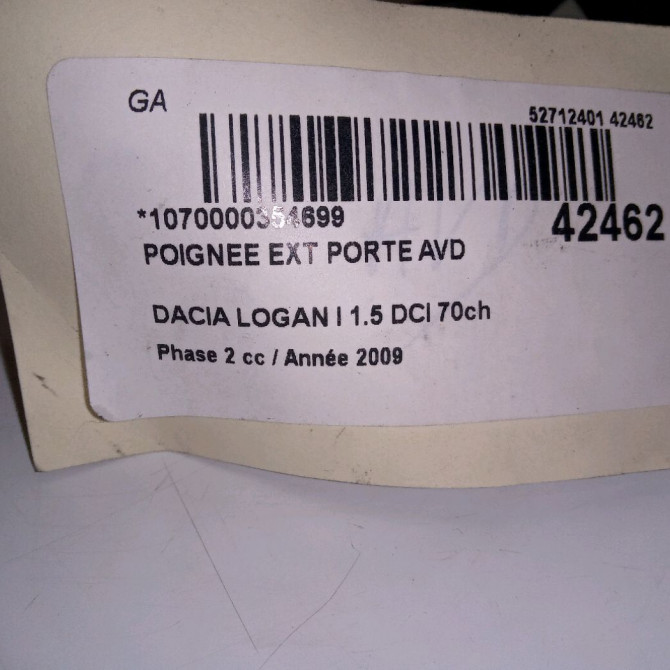 GA
52712401 42462
*1070000354699
42462
POIGNEE EXT PORTE AVD
DACIA LOGAN I 1.5 DCI 70ch
Phase 2 cc / Année 2009